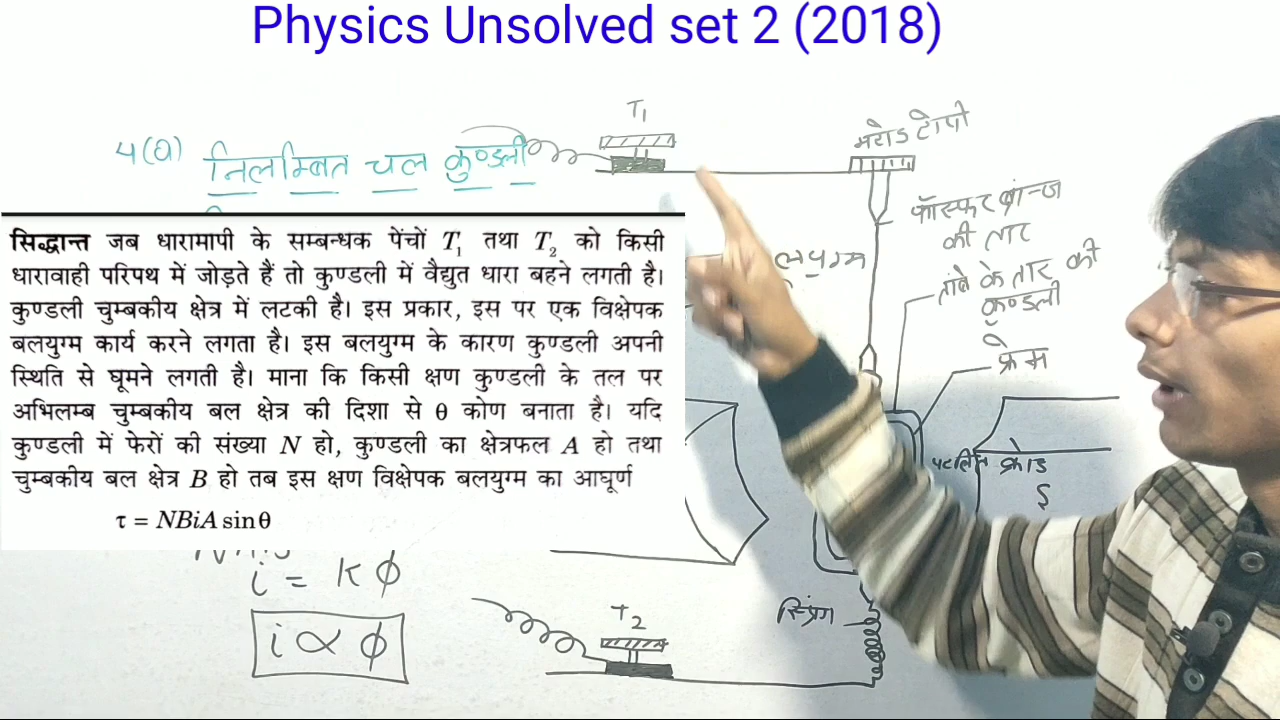 Physics Unsolved set 2 (2018)
4(a) निलम्बित चल कुण्डली
सिद्धान्त जब धारामापी के सम्बन्धक पेंचों T₁ तथा T₂ को किसी
धारावाही परिपथ में जोड़ते हैं तो कुण्डली में वैद्युत धारा बहने लगती है।
कुण्डली चुम्बकीय क्षेत्र में लटकी है। इस प्रकार, इस पर एक विक्षेपक
बलयुग्म कार्य करने लगता है। इस बलयुग्म के कारण कुण्डली अपनी
स्थिति से घूमने लगती है। माना कि किसी क्षण कुण्डली के तल पर
अभिलम्ब चुम्बकीय बल क्षेत्र की दिशा से θ कोण बनाता है। यदि
कुण्डली में फेरों की संख्या N हो, कुण्डली का क्षेत्रफल A हो तथा
चुम्बकीय बल क्षेत्र B हो तब इस क्षण विक्षेपक बलयुग्म का आघूर्ण
τ = NBiA sinθ
i = KΦ
i ∝ Φ
T₁
मरोड टोपी
फॉस्फर ब्रॉन्ज
की तार
लयुग्म
तांबे के तार की
कुण्डली
फ्रेम
S
स्प्रिंग
T₂